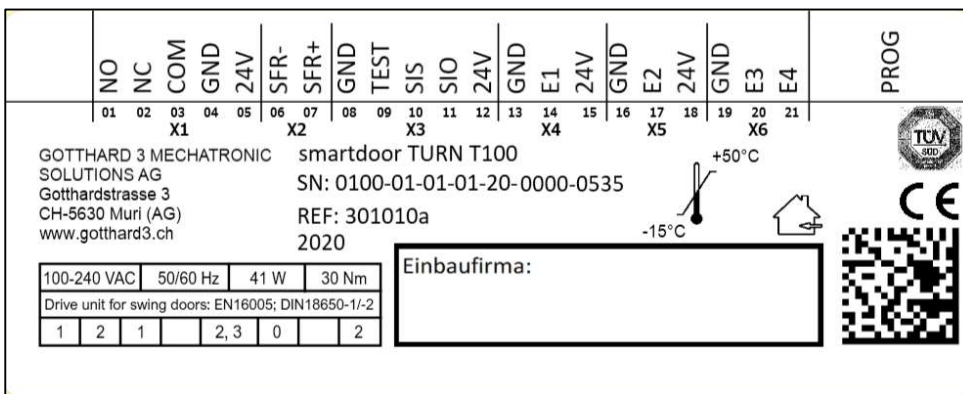 NO NC COM GND 24V SFR- SFR+ GND TEST SIS SIO 24V GND E1 24V GND E2 24V GND E3 E4 PROG
01 02 03 04 05 06 07 08 09 10 11 12 13 14 15 16 17 18 19 20 21
X1 X2 X3 X4 X5 X6
GOTTHARD 3 MECHATRONIC
SOLUTIONS AG
Gotthardstrasse 3
CH-5630 Muri (AG)
www.gotthard3.ch
smartdoor TURN T100
SN: 0100-01-01-01-20-0000-0535
REF: 301010a
2020
+50°C
-15°C
TÜV
SÜD
CE
100-240 VAC 50/60 Hz 41 W 30 Nm
Drive unit for swing doors: EN16005; DIN18650-1/-2
1 2 1 2, 3 0 2
Einbaufirma: